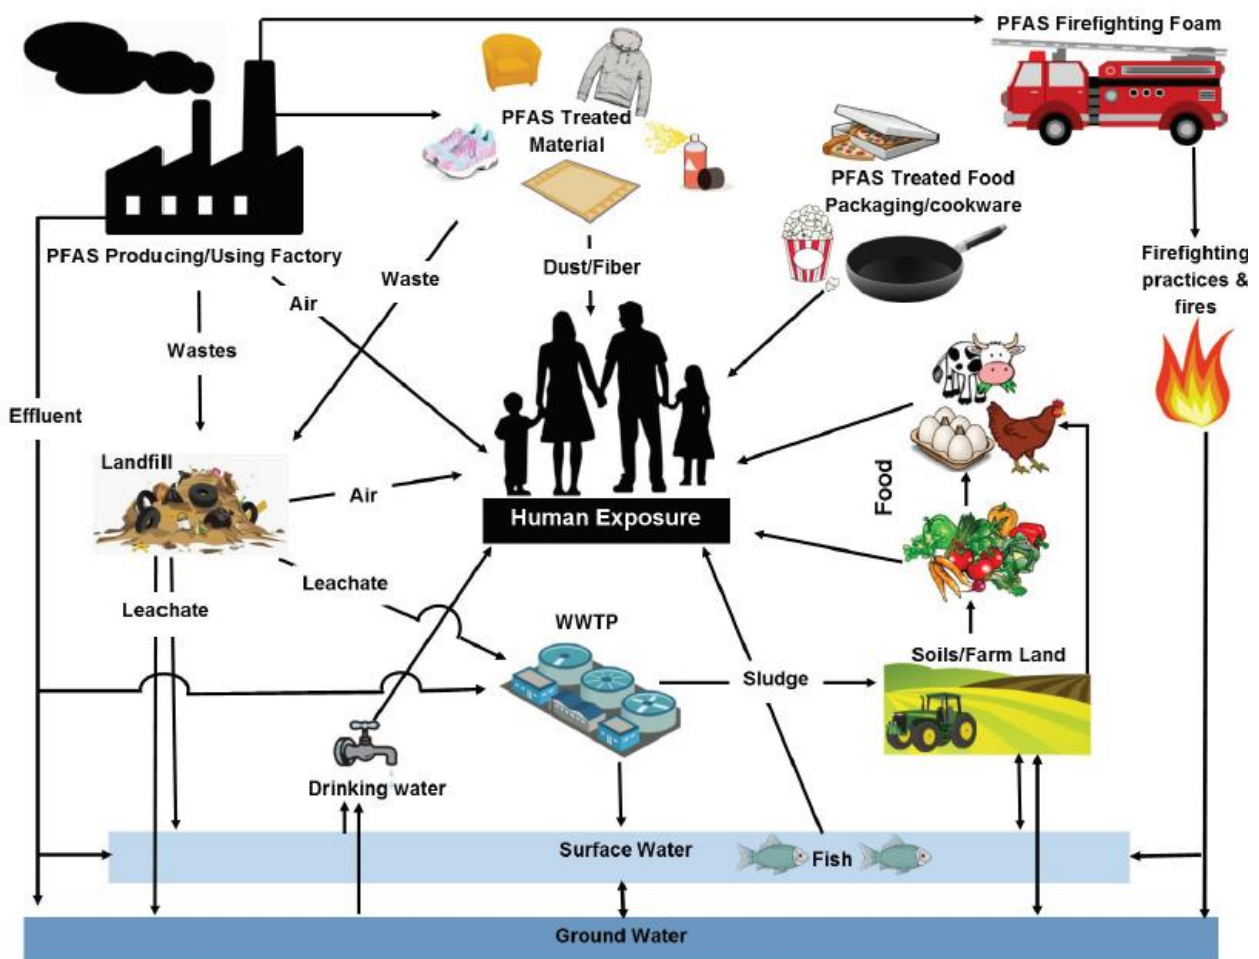 PFAS Firefighting Foam
PFAS Treated
Material
PFAS Treated Food
Packaging/cookware
PFAS Producing/Using Factory
Dust/Fiber
Firefighting
practices &
fires
Waste
Air
Wastes
Effluent
Landfill
Air
Food
Human Exposure
Leachate
Leachate
WWTP
Soils/Farm Land
Sludge
Drinking water
Surface Water
Fish
Ground Water